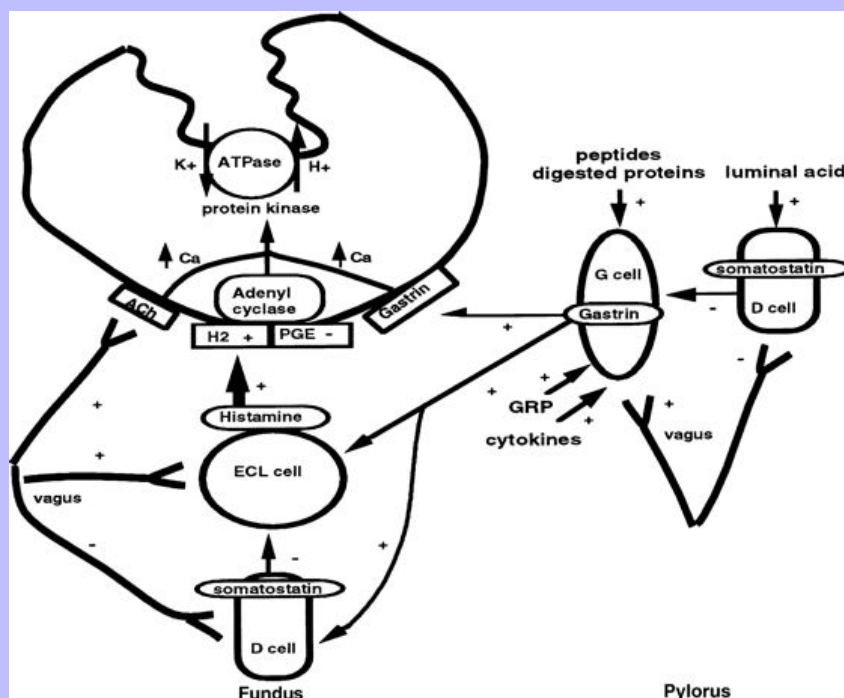 K+
ATPase
H+
protein kinase
Ca
Ca
ACh
Adenyl
cyclase
Gastrin
H2 +
PGE -
+
Histamine
ECL cell
+
+
vagus
-
-
somatostatin
D cell
Fundus
peptides
digested proteins
luminal acid
+
+
G cell
somatostatin
Gastrin
D cell
-
+
+
+
GRP
+
cytokines
+
-
vagus
+
Pylorus